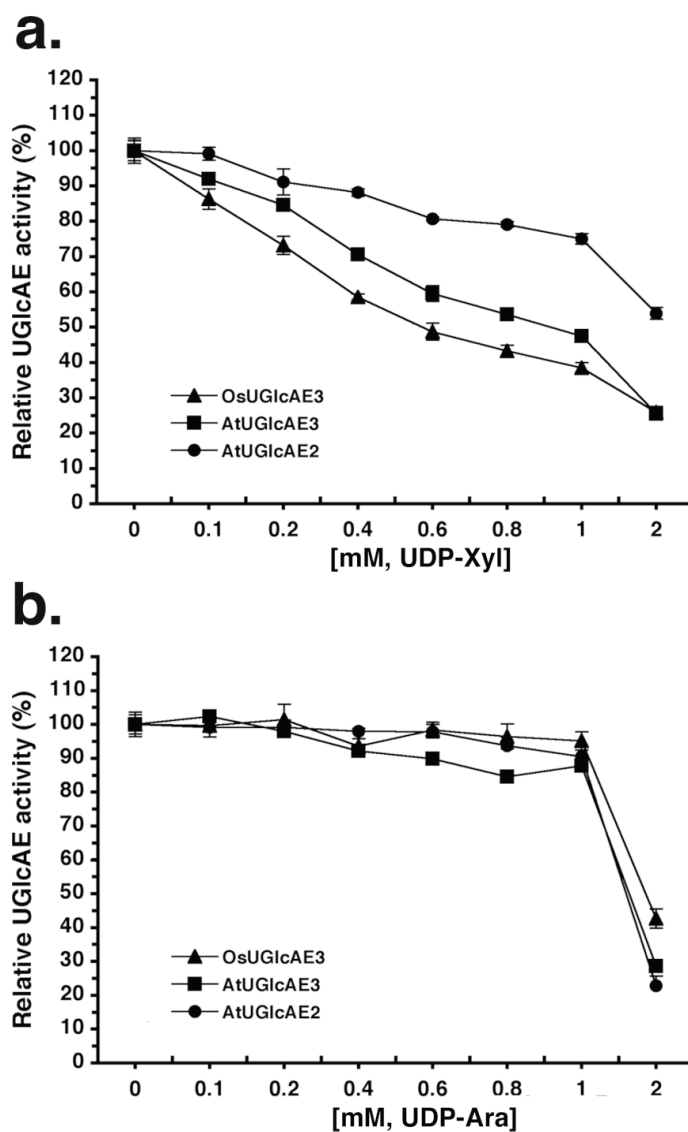 a.
Relative UGlcAE activity (%)
120
110
100
90
80
70
60
50
40
30
20
10
0
OsUGlcAE3
AtUGlcAE3
AtUGlcAE2
0 0.1 0.2 0.4 0.6 0.8 1 2
[mM, UDP-Xyl]
b.
Relative UGlcAE activity (%)
120
110
100
90
80
70
60
50
40
30
20
10
0
OsUGlcAE3
AtUGlcAE3
AtUGlcAE2
0 0.1 0.2 0.4 0.6 0.8 1 2
[mM, UDP-Ara]